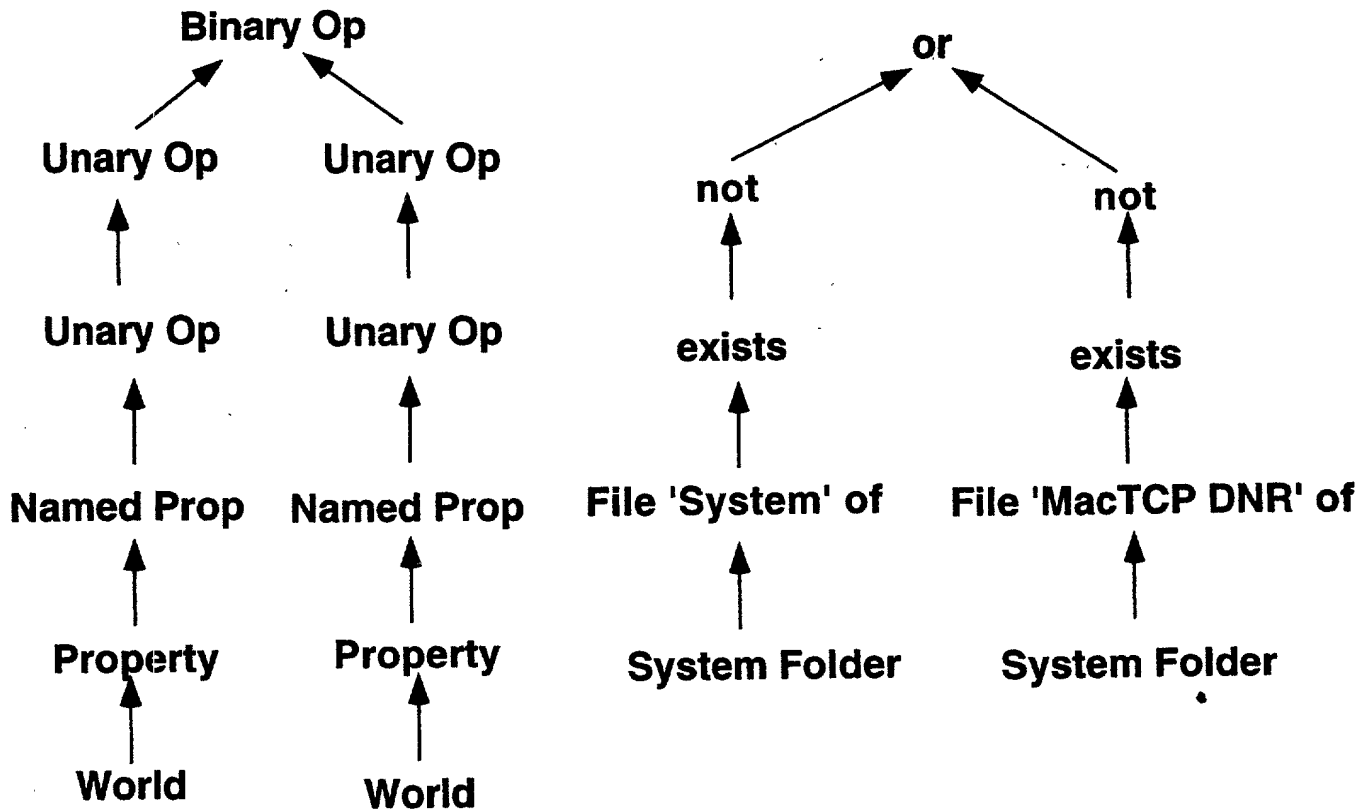 Binary Op
or
Unary Op Unary Op
not
not
Unary Op Unary Op
exists
exists
Named Prop Named Prop
File 'System' of
File 'MacTCP DNR' of
Property
Property
System Folder
System Folder
World
World